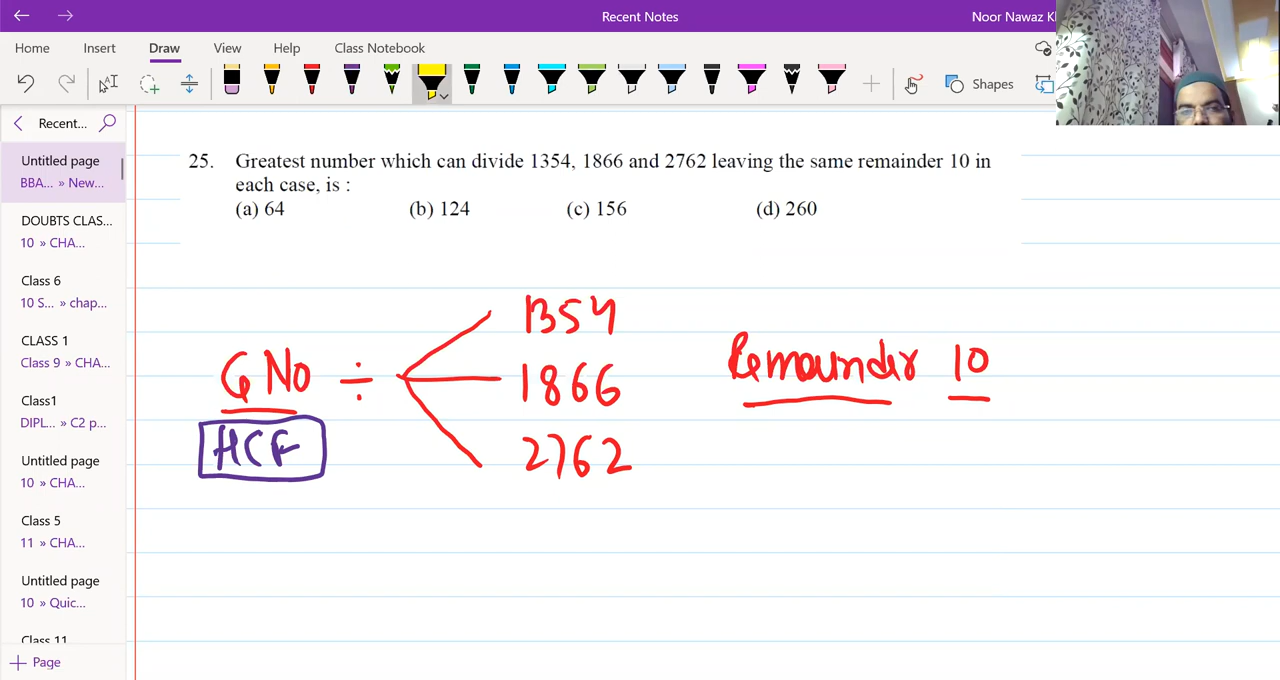 Recent Notes
Noor Nawaz Kl
Home Insert Draw View Help Class Notebook
Shapes
Recent...
Untitled page
BBA... » New...
DOUBTS CLAS...
10 » CHA...
Class 6
10 S... » chap...
CLASS 1
Class 9 » CHA...
Class1
DIPL... » C2 p...
Untitled page
10 » CHA...
Class 5
11 » CHA...
Untitled page
10 » Quic...
Class 11
Page
25. Greatest number which can divide 1354, 1866 and 2762 leaving the same remainder 10 in
each case, is :
(a) 64 (b) 124 (c) 156 (d) 260
1354
G No ÷ 1866 Remainder 10
HCF
2762